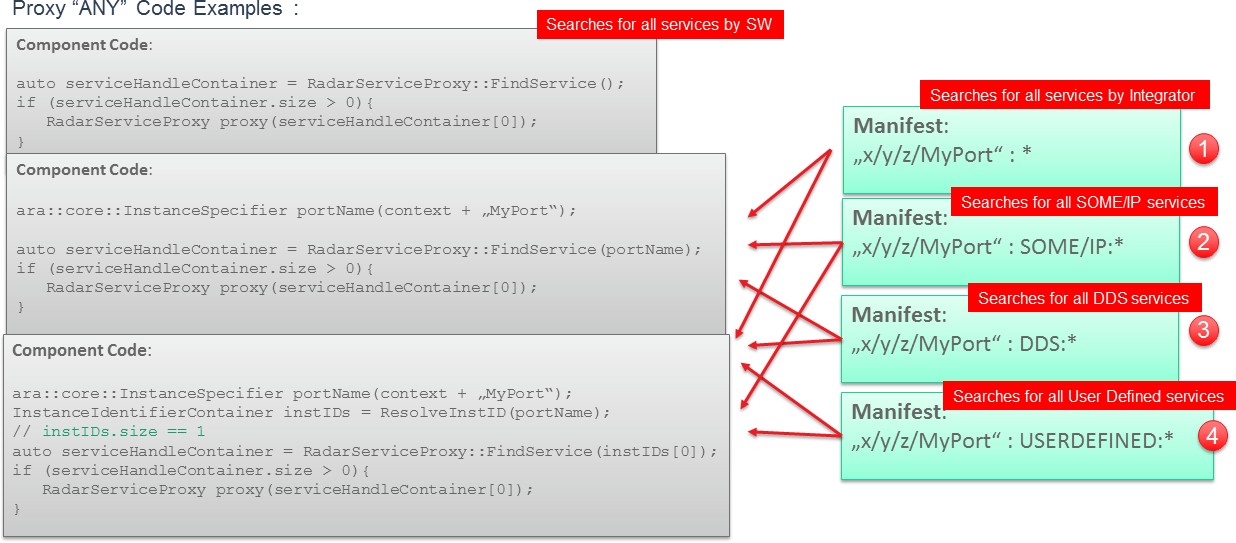 Proxy “ANY” Code Examples :
Searches for all services by SW
Component Code:
auto serviceHandleContainer = RadarServiceProxy::FindService();
if (serviceHandleContainer.size > 0){
RadarServiceProxy proxy(serviceHandleContainer[0]);
}
Component Code:
ara::core::InstanceSpecifier portName(context + „MyPort“);
auto serviceHandleContainer = RadarServiceProxy::FindService(portName);
if (serviceHandleContainer.size > 0){
RadarServiceProxy proxy(serviceHandleContainer[0]);
}
Component Code:
ara::core::InstanceSpecifier portName(context + „MyPort“);
InstanceIdentifierContainer instIDs = ResolveInstID(portName);
// instIDs.size == 1
auto serviceHandleContainer = RadarServiceProxy::FindService(instIDs[0]);
if (serviceHandleContainer.size > 0){
RadarServiceProxy proxy(serviceHandleContainer[0]);
}
Searches for all services by Integrator
Manifest:
„x/y/z/MyPort“ : *
1
Searches for all SOME/IP services
Manifest:
„x/y/z/MyPort“ : SOME/IP:*
2
Searches for all DDS services
Manifest:
„x/y/z/MyPort“ : DDS:*
3
Searches for all User Defined services
Manifest:
„x/y/z/MyPort“ : USERDEFINED:*
4